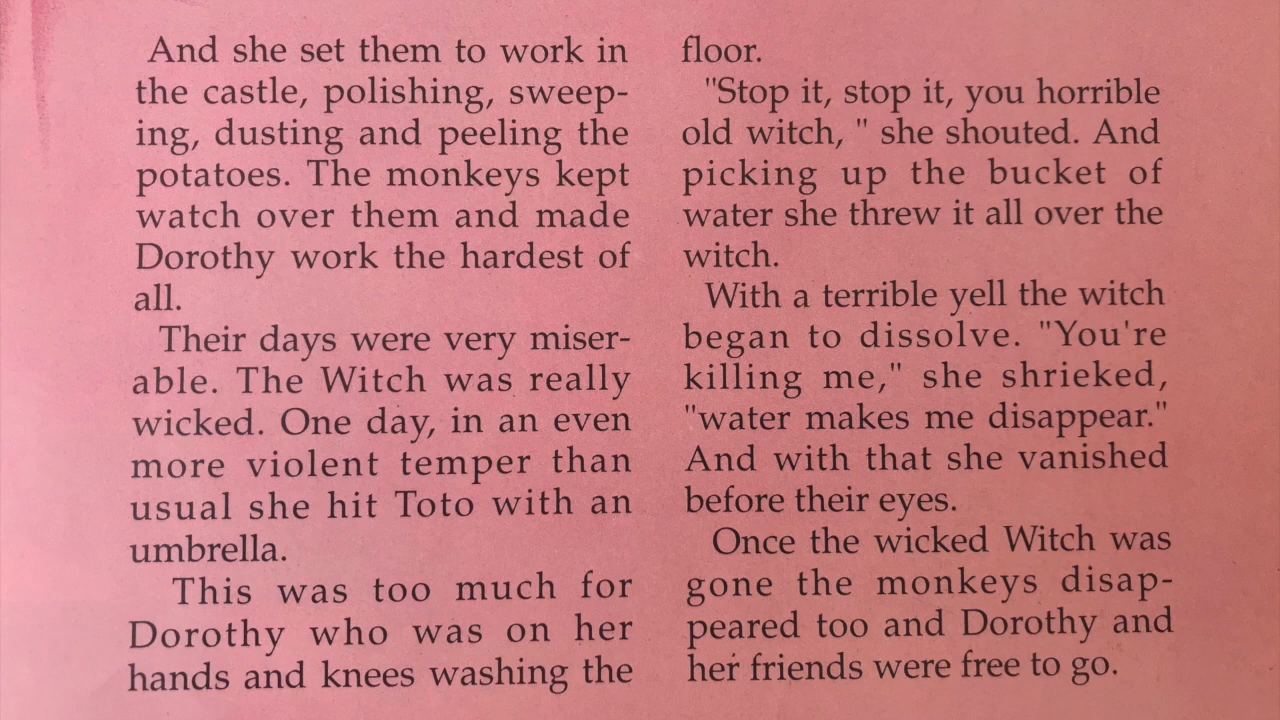 And she set them to work in
the castle, polishing, sweep-
ing, dusting and peeling the
potatoes. The monkeys kept
watch over them and made
Dorothy work the hardest of
all.
Their days were very miser-
able. The Witch was really
wicked. One day, in an even
more violent temper than
usual she hit Toto with an
umbrella.
This was too much for
Dorothy who was on her
hands and knees washing the
floor.
"Stop it, stop it, you horrible
old witch, " she shouted. And
picking up the bucket of
water she threw it all over the
witch.
With a terrible yell the witch
began to dissolve. "You're
killing me," she shrieked,
"water makes me disappear."
And with that she vanished
before their eyes.
Once the wicked Witch was
gone the monkeys disap-
peared too and Dorothy and
her friends were free to go.